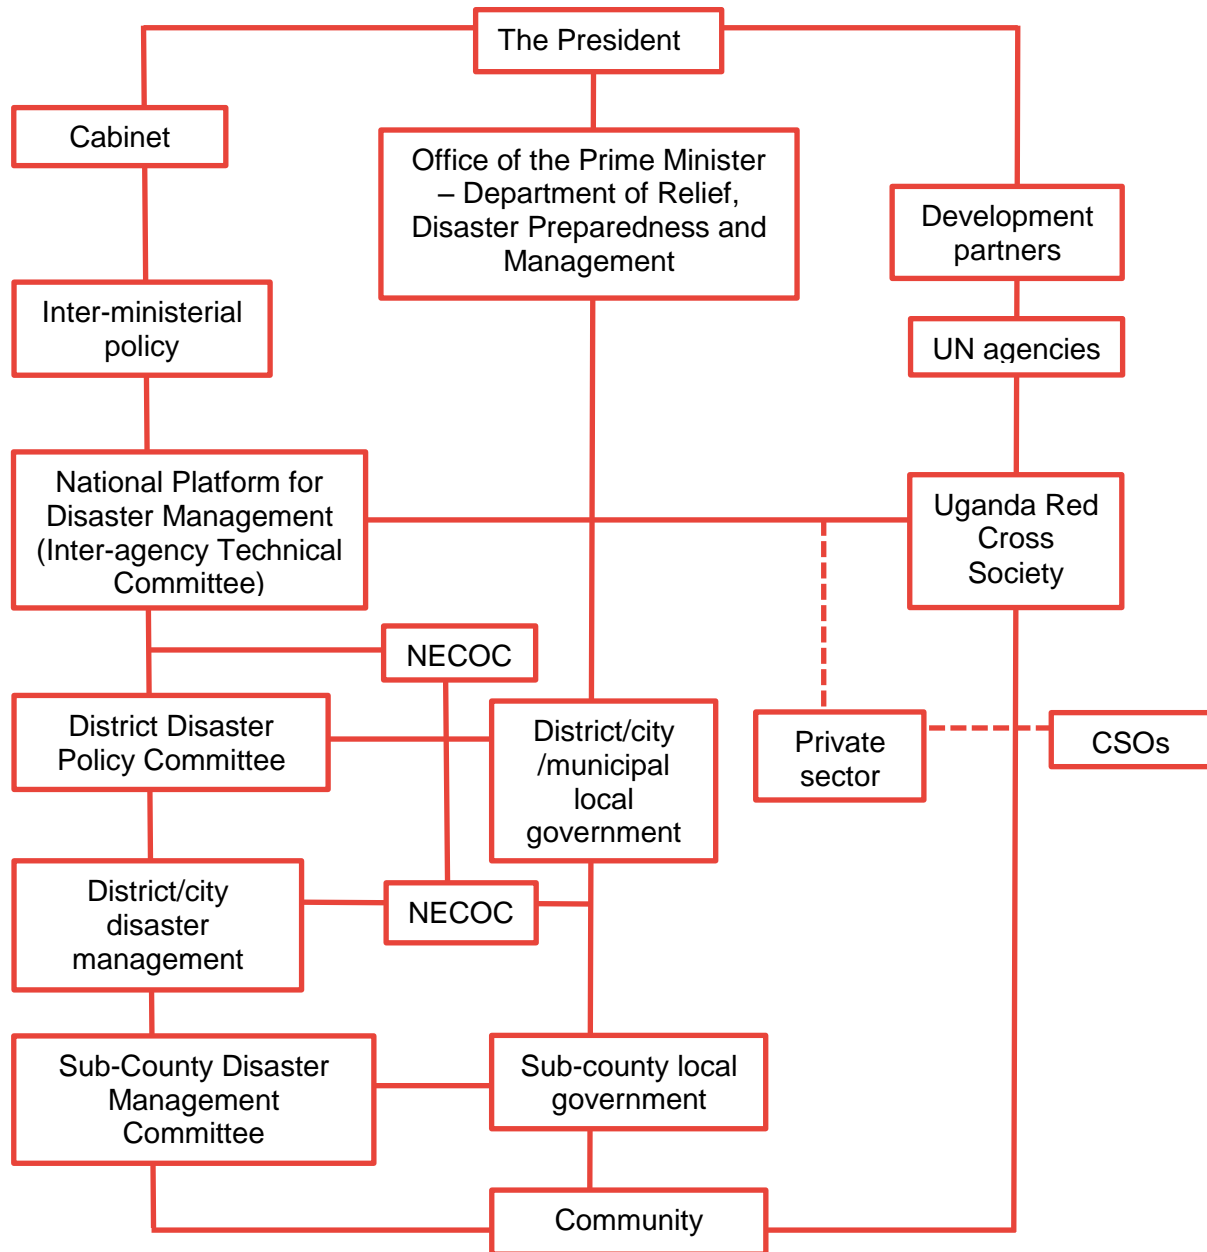 The President
Cabinet
Office of the Prime Minister
– Department of Relief,
Disaster Preparedness and
Management
Development
partners
Inter-ministerial
policy
UN agencies
National Platform for
Disaster Management
(Inter-agency Technical
Committee)
Uganda Red
Cross
Society
NECOC
District Disaster
Policy Committee
District/city
/municipal
local
government
Private
sector
CSOs
District/city
disaster
management
NECOC
Sub-County Disaster
Management
Committee
Sub-county local
government
Community